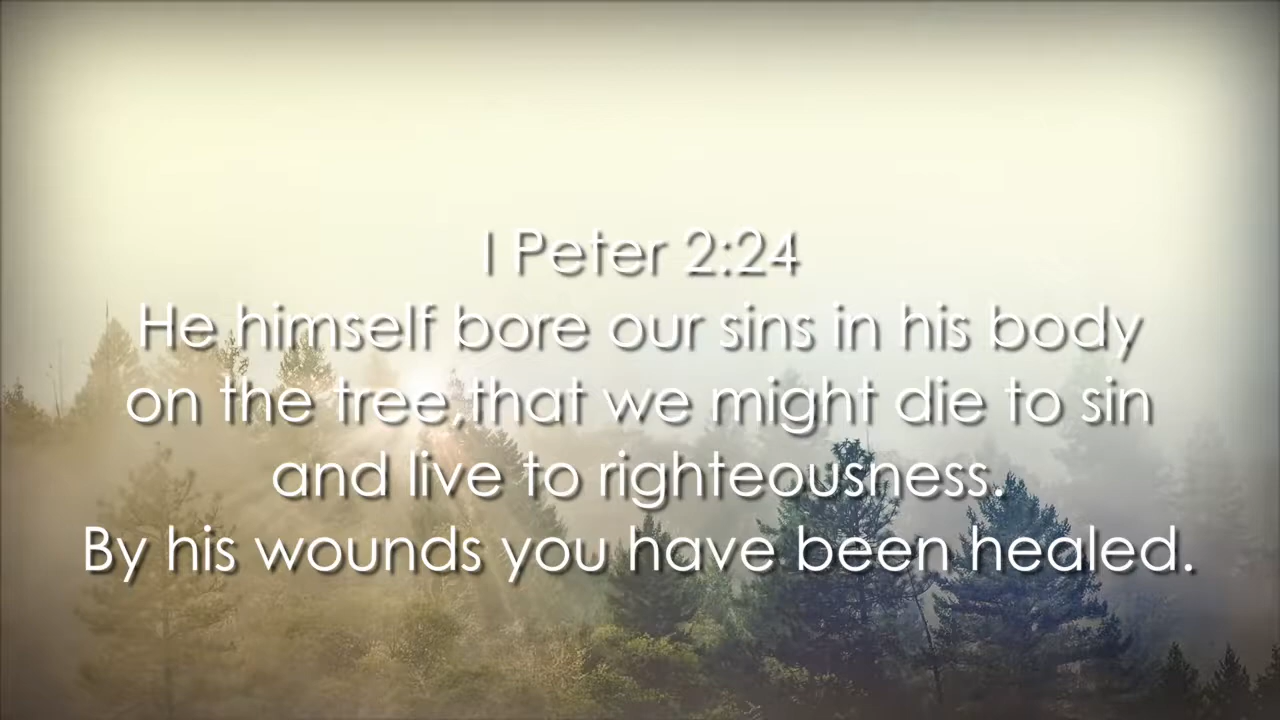 I Peter 2:24
He himself bore our sins in his body
on the tree,that we might die to sin
and live to righteousness.
By his wounds you have been healed.